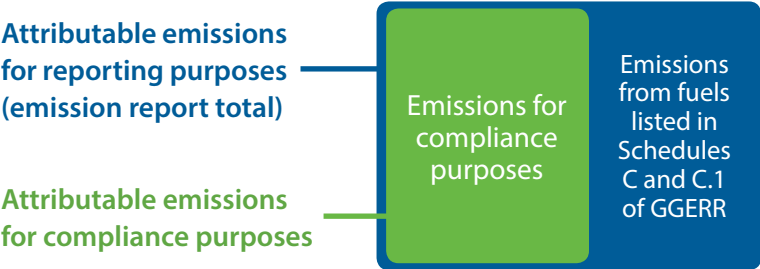 Attributable emissions
for reporting purposes
(emission report total)
Attributable emissions
for compliance purposes
Emissions for
compliance
purposes
Emissions
from fuels
listed in
Schedules
C and C.1
of GGERR